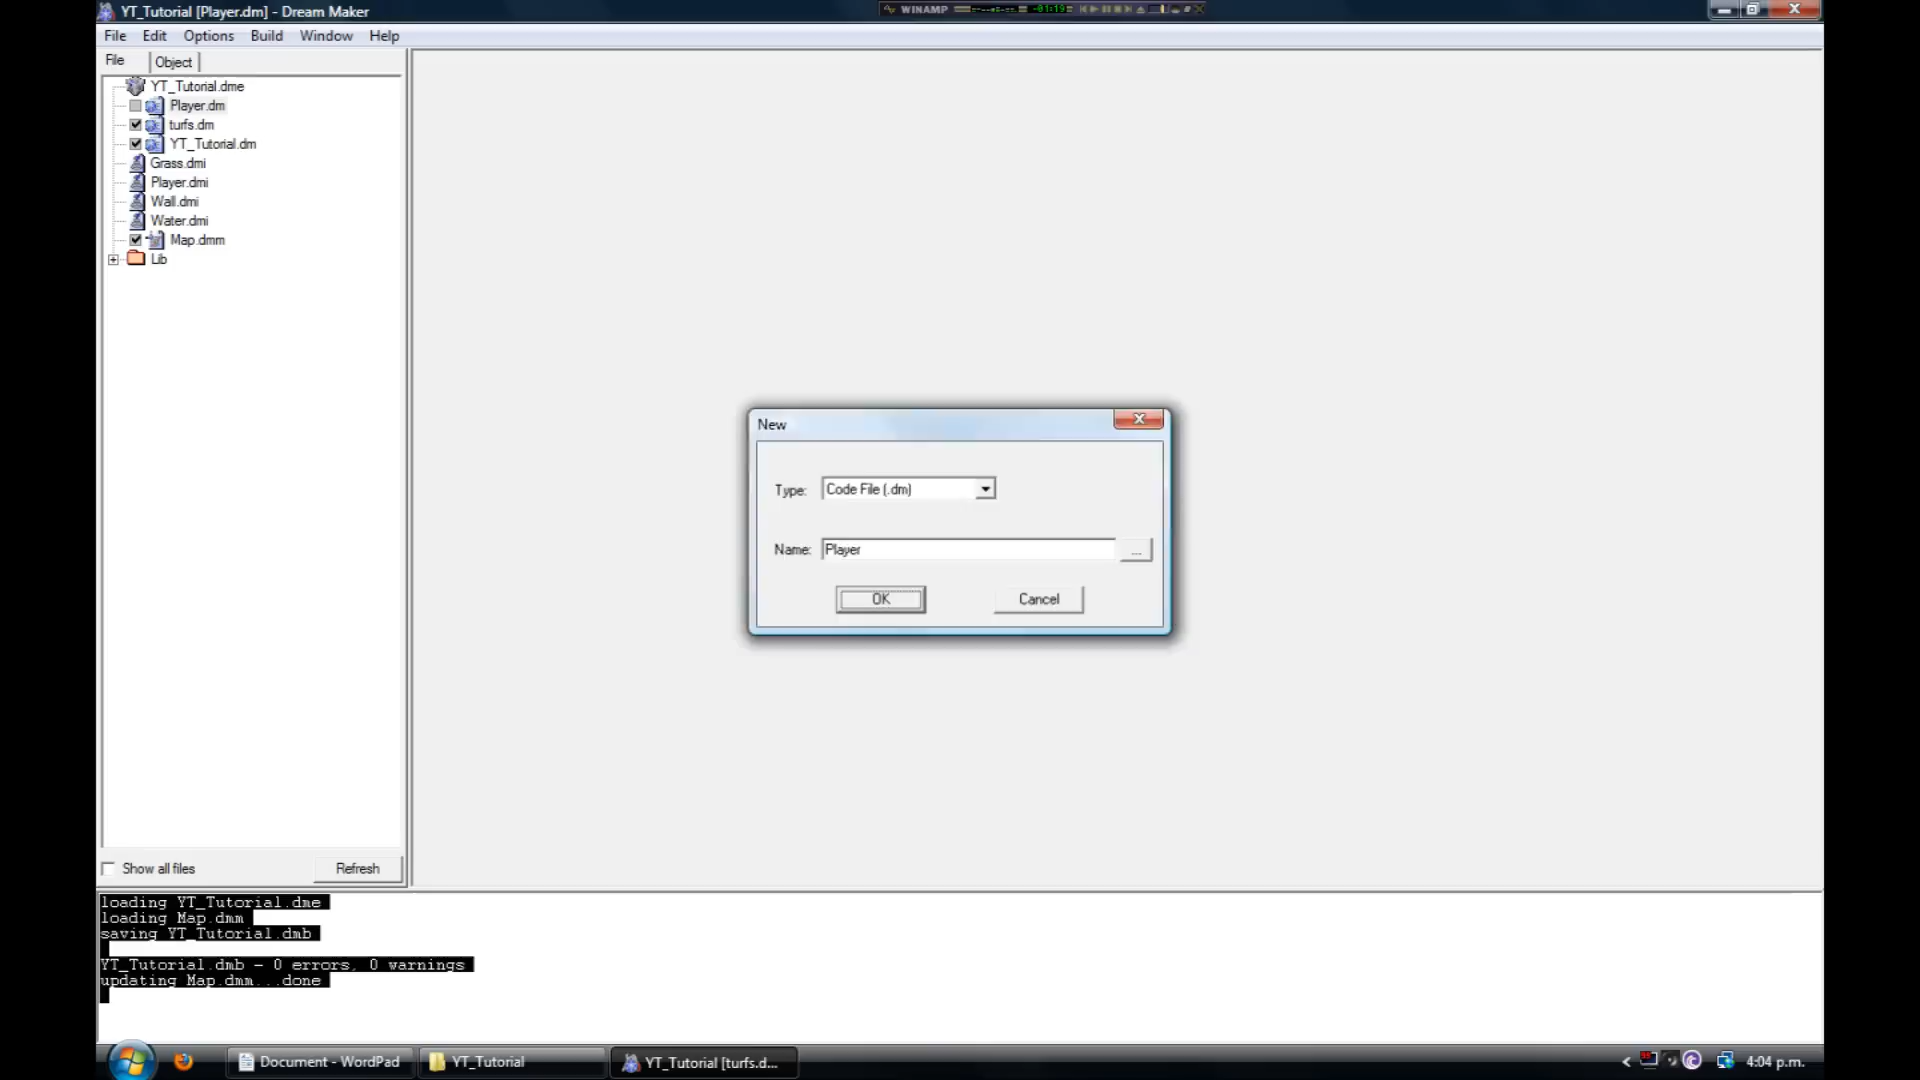 YT_Tutorial [Player.dm] - Dream Maker
WINAMP
-01:19
File Edit Options Build Window Help
File Object
YT_Tutorial.dme
Player.dm
turfs.dm
YT_Tutorial.dm
Grass.dmi
Player.dmi
Wall.dmi
Water.dmi
Map.dmm
Lib
New
Type: Code File (.dm)
Name: Player ...
OK Cancel
Show all files Refresh
loading YT_Tutorial.dme
loading Map.dmm
saving YT_Tutorial.dmb
YT_Tutorial.dmb - 0 errors, 0 warnings
updating Map.dmm...done
Document - WordPad YT_Tutorial YT_Tutorial [turfs.d... 4:04 p.m.